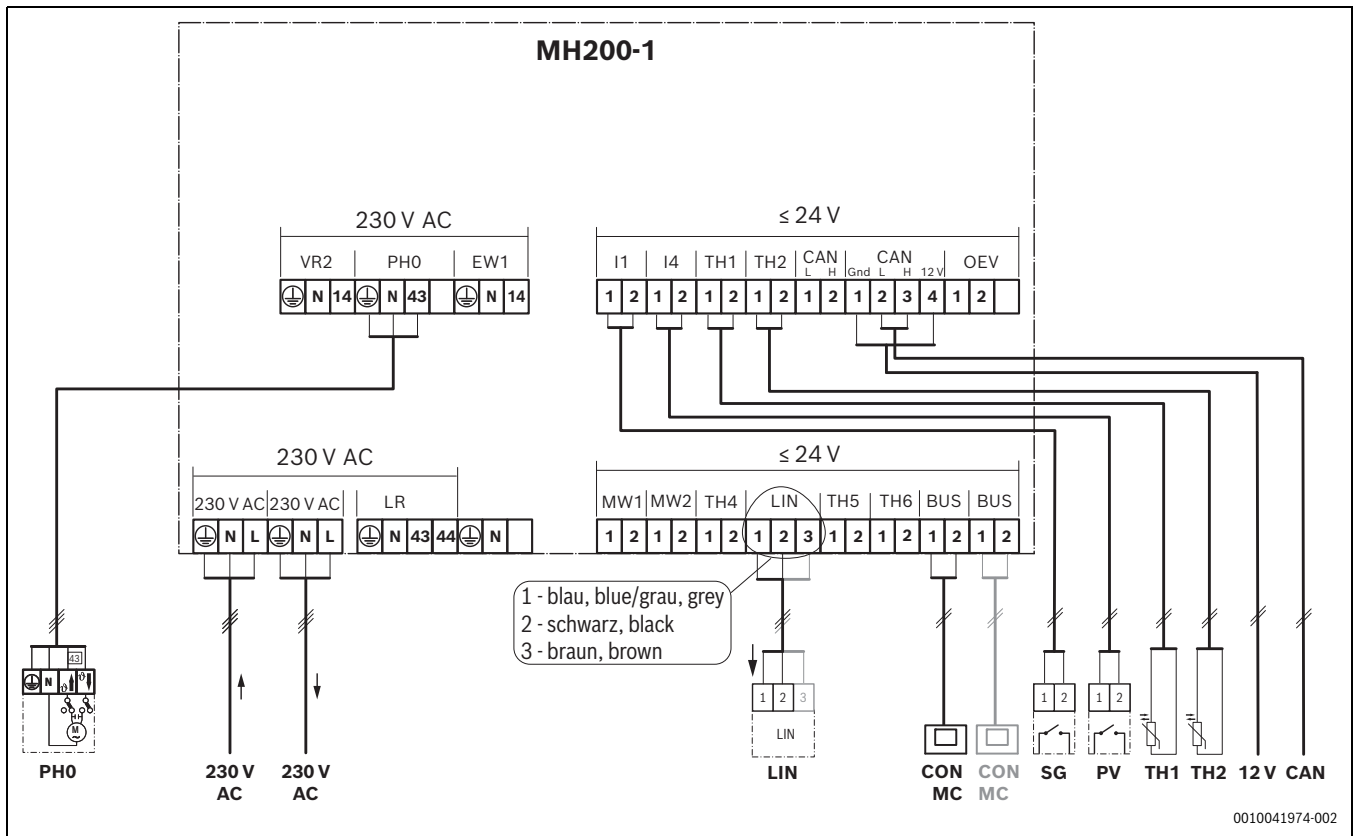 MH200-1
230 V AC
≤ 24 V
VR2 PH0 EW1
I1 I4 TH1 TH2 CAN CAN OEV
L H Gnd L H 12 V
N 14 N 43 N 14
1 2 1 2 1 2 1 2 1 2 1 2 3 4 1 2
230 V AC
≤ 24 V
230 V AC 230 V AC LR
MW1 MW2 TH4 LIN TH5 TH6 BUS BUS
N L N L N 43 44 N
1 2 1 2 1 2 1 2 3 1 2 1 2 1 2 1 2
1 - blau, blue/grau, grey
2 - schwarz, black
3 - braun, brown
43
N ϑ ϑ
M
~
1 2 3
LIN
1 2
1 2
PH0
230 V
AC
230 V
AC
LIN
CON
MC
CON
MC
SG PV TH1 TH2 12 V CAN
0010041974-002